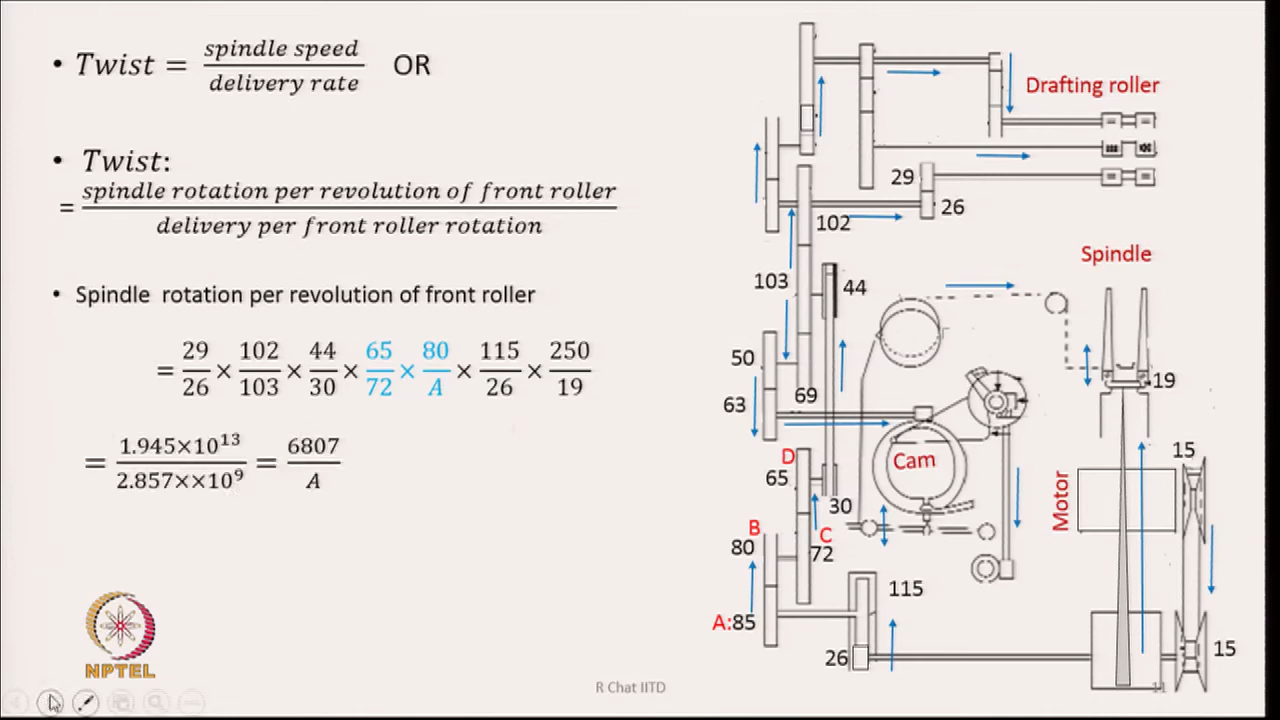 • Twist = spindle speed / delivery rate OR
• Twist:
= spindle rotation per revolution of front roller / delivery per front roller rotation
• Spindle rotation per revolution of front roller
= 29/26 × 102/103 × 44/30 × 65/72 × 80/A × 115/26 × 250/19
= 1.945×10^13 / 2.857××10^9 = 6807/A
Drafting roller
29
26
102
Spindle
103
44
50
19
63
69
D
Cam
15
65
Motor
30
B
C
80
72
115
A:85
26
15
NPTEL
R Chat IITD
11